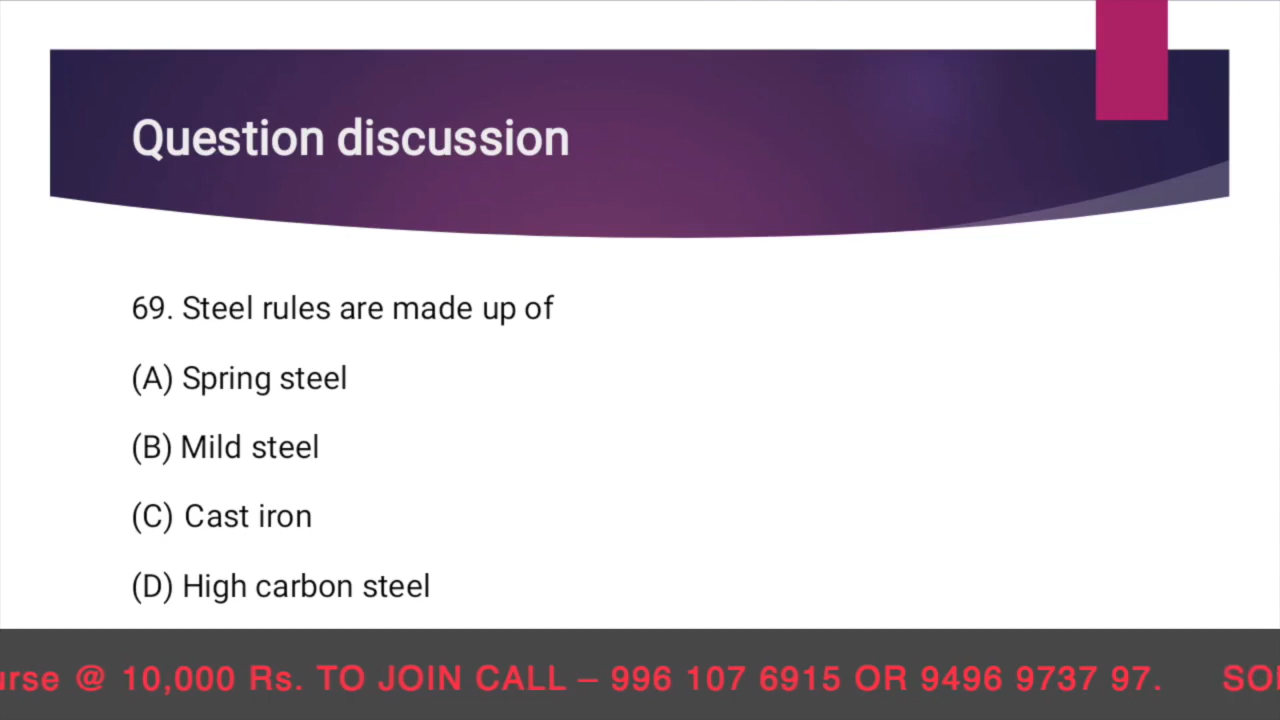 Question discussion
69. Steel rules are made up of
(A) Spring steel
(B) Mild steel
(C) Cast iron
(D) High carbon steel
@ 10,000 Rs. TO JOIN CALL – 996 107 6915 OR 9496 9737 97.